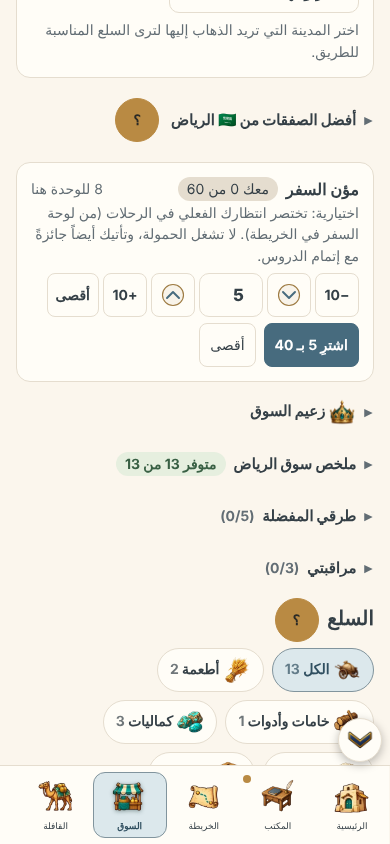 اختر المدينة التي تريد الذهاب إليها لترى السلع المناسبة
للطريق.
أفضل الصفقات من 🇸🇦 الرياض ؟
مؤن السفر معك 0 من 60 8 للوحدة هنا
اختيارية: تختصر انتظارك الفعلي في الرحلات (من لوحة
السفر في الخريطة). لا تشغل الحمولة، وتأتيك أيضاً جائزةً
مع إتمام الدروس.
−10 5 +10 أقصى
اشترِ 5 بـ 40 أقصى
زعيم السوق
ملخص سوق الرياض متوفر 13 من 13
طرقي المفضلة (0/5)
مراقبتي (0/3)
السلع ؟
الكل 13 أطعمة 2
خامات وأدوات 1 كماليات 3
الرئيسية المكتب الخريطة السوق القافلة